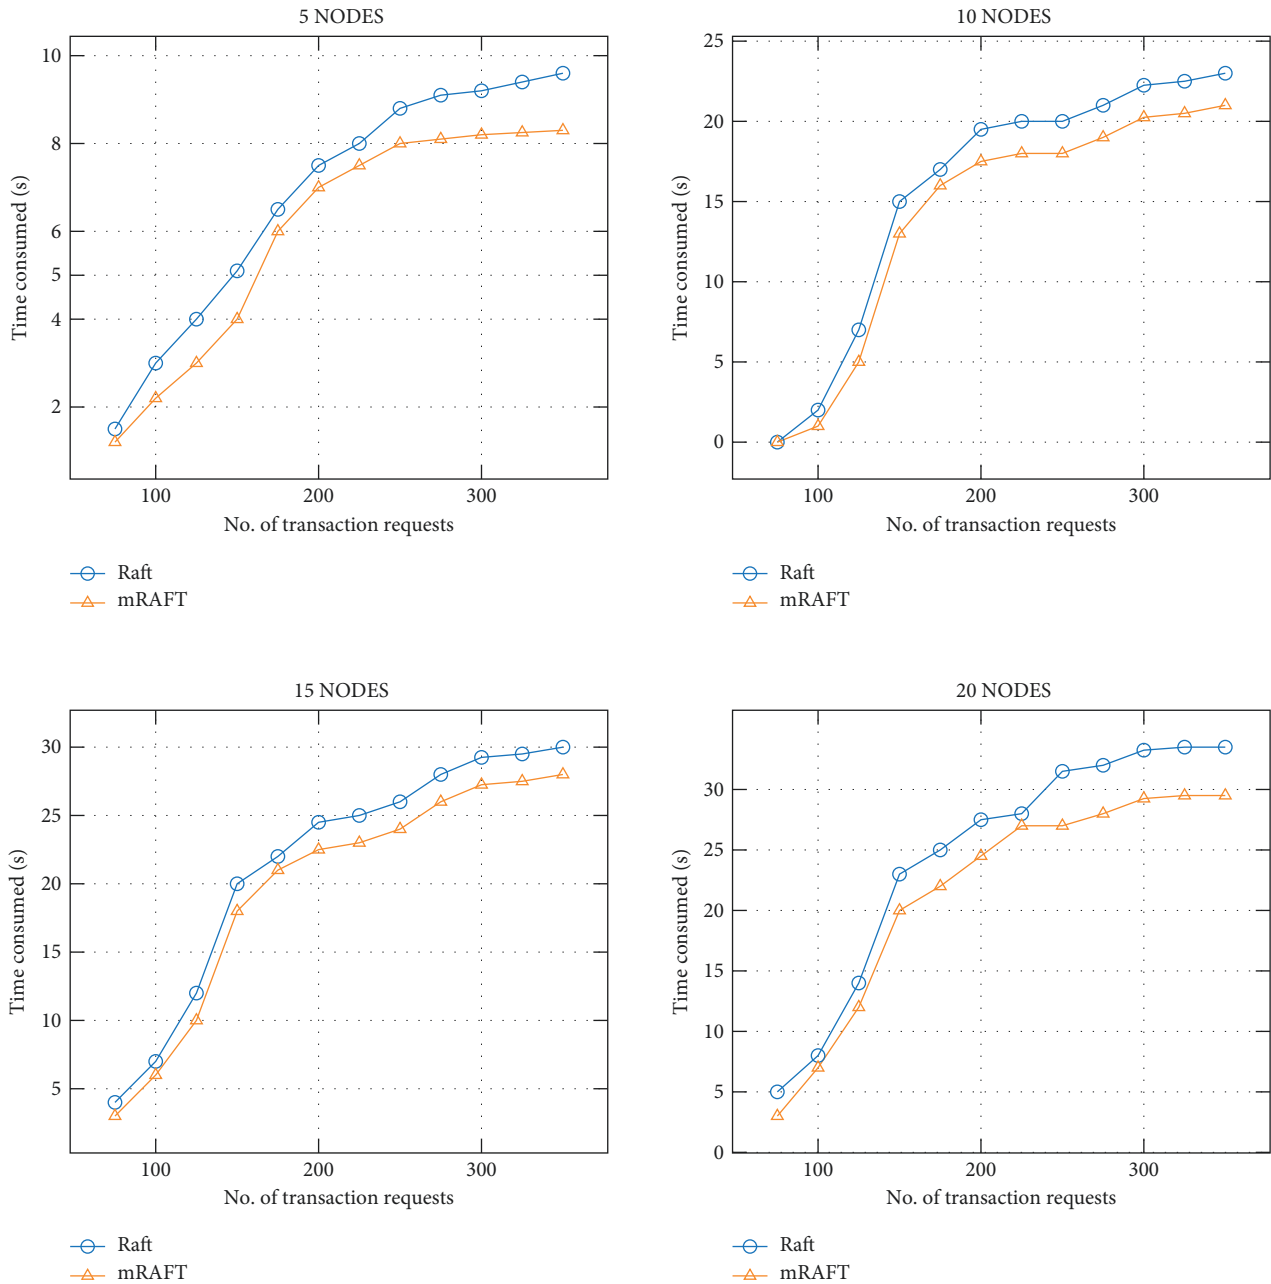 5 NODES
10
8
6
5
4
2
Time consumed (s)
100 200 300
No. of transaction requests
Raft
mRAFT
10 NODES
25
20
15
10
5
0
Time consumed (s)
100 200 300
No. of transaction requests
Raft
mRAFT
15 NODES
30
25
20
15
10
5
Time consumed (s)
100 200 300
No. of transaction requests
Raft
mRAFT
20 NODES
30
25
20
15
10
5
0
Time consumed (s)
100 200 300
No. of transaction requests
Raft
mRAFT